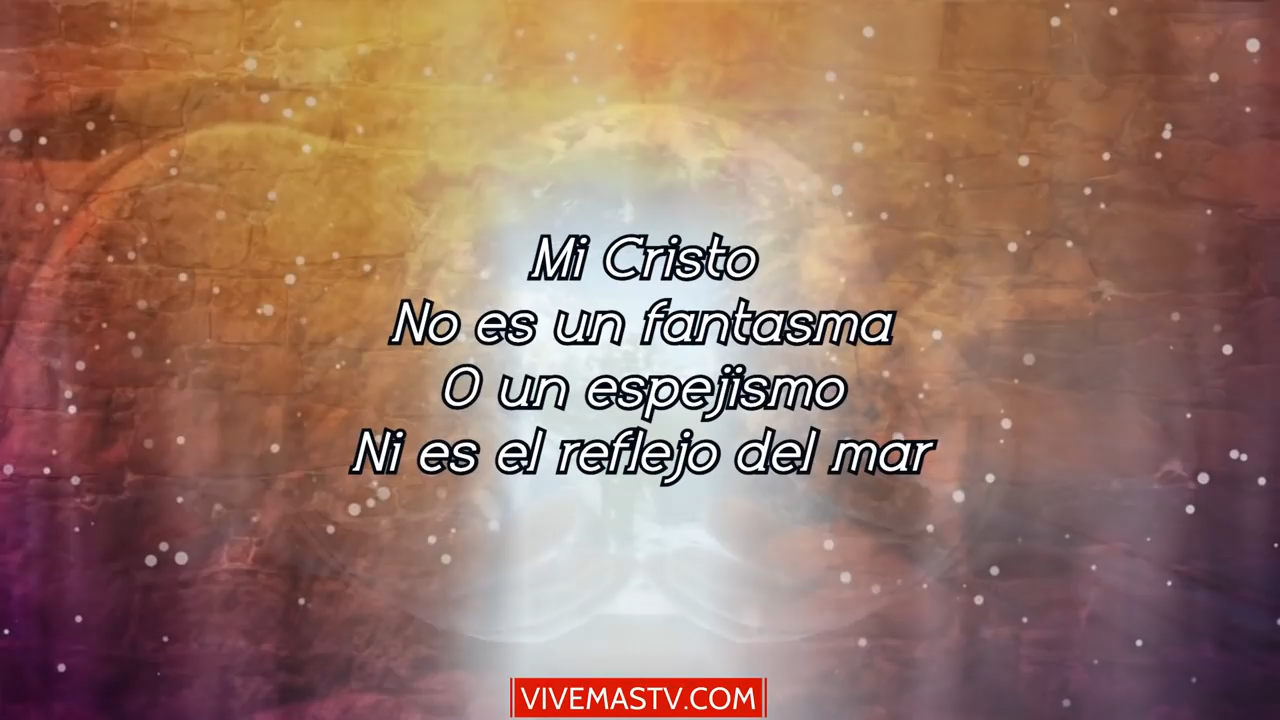 Mi Cristo
No es un fantasma
O un espejismo
Ni es el reflejo del mar
VIVEMASTV.COM